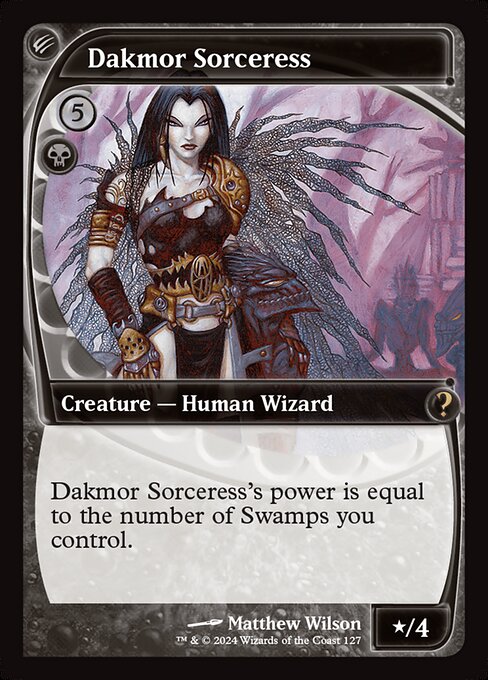 Dakmor Sorceress
5
?
Creature — Human Wizard
Dakmor Sorceress's power is equal
to the number of Swamps you
control.
Matthew Wilson
™ & © 2024 Wizards of the Coast 127
★/4